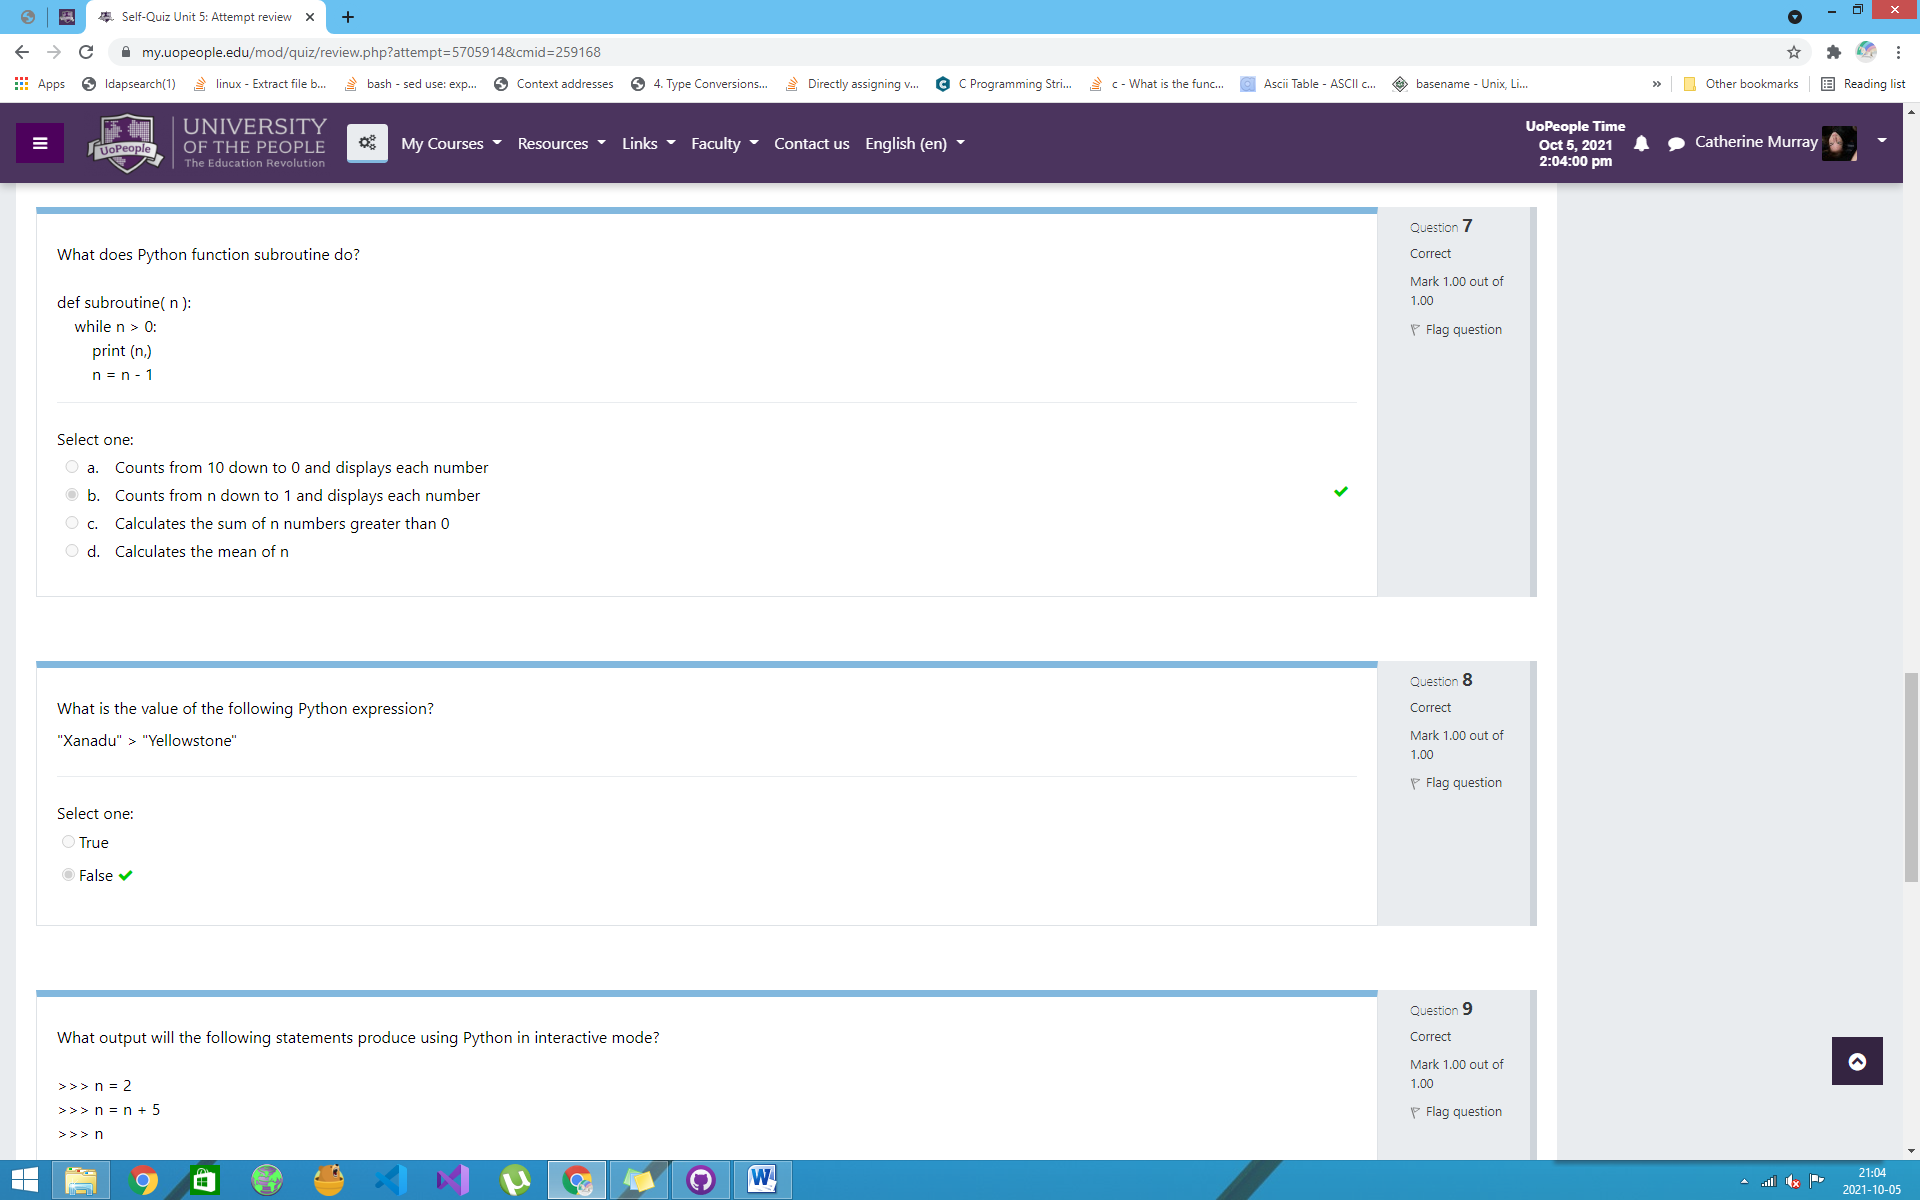 Self-Quiz Unit 5: Attempt review
my.uopeople.edu/mod/quiz/review.php?attempt=5705914&cmid=259168
Apps ldapsearch(1) linux - Extract file b... bash - sed use: exp... Context addresses 4. Type Conversions... Directly assigning v... C Programming Stri... c - What is the func... Ascii Table - ASCII c... basename - Unix, Li... » Other bookmarks Reading list
UoPeople
UNIVERSITY
OF THE PEOPLE
The Education Revolution
My Courses Resources Links Faculty Contact us English (en)
UoPeople Time
Oct 5, 2021
2:04:00 pm
Catherine Murray
What does Python function subroutine do?
def subroutine( n ):
while n > 0:
print (n,)
n = n - 1
Select one:
a. Counts from 10 down to 0 and displays each number
b. Counts from n down to 1 and displays each number
c. Calculates the sum of n numbers greater than 0
d. Calculates the mean of n
Question 7
Correct
Mark 1.00 out of
1.00
Flag question
What is the value of the following Python expression?
"Xanadu" > "Yellowstone"
Select one:
True
False
Question 8
Correct
Mark 1.00 out of
1.00
Flag question
What output will the following statements produce using Python in interactive mode?
>>> n = 2
>>> n = n + 5
>>> n
Question 9
Correct
Mark 1.00 out of
1.00
Flag question
21:04
2021-10-05